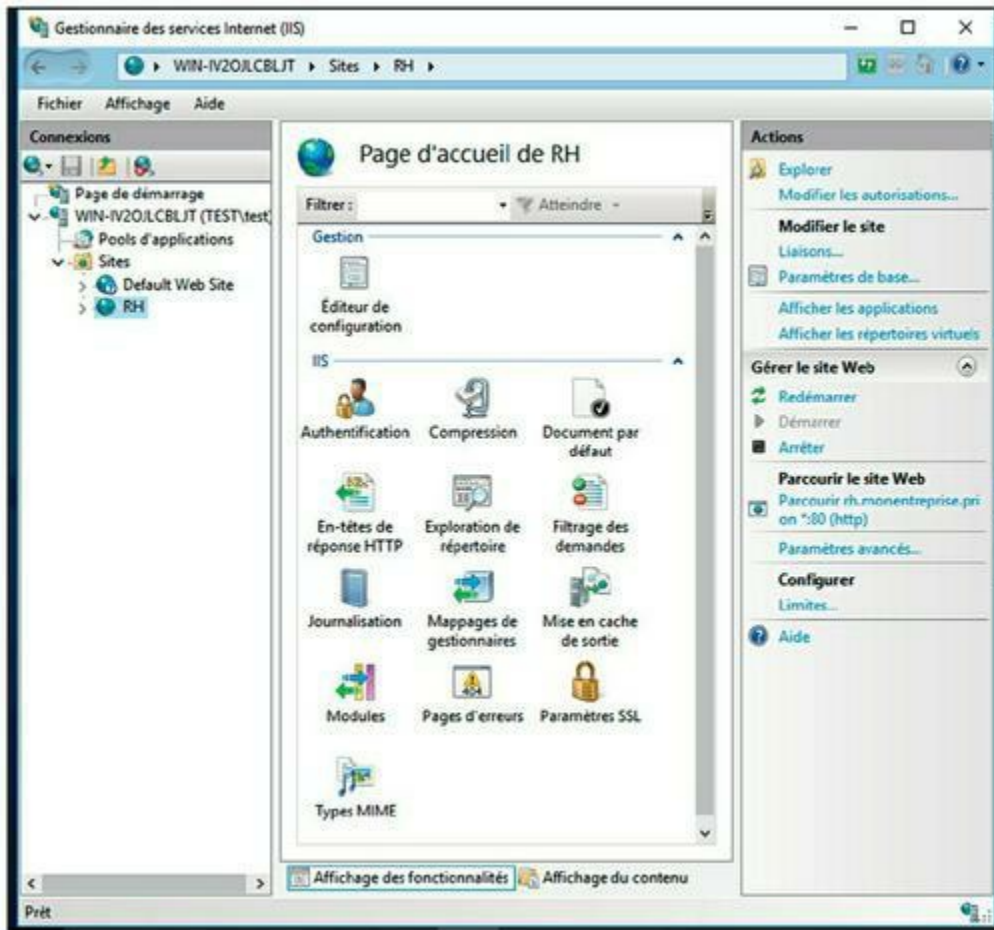 Gestionnaire des services Internet (IIS)
WIN-IV2OJLCBLJT
Sites
RH
Fichier Affichage Aide
Connexions
Page de démarrage
WIN-IV2OJLCBLJT (TEST\test
Pools d'applications
Sites
Default Web Site
RH
Page d'accueil de RH
Filtrer :
Atteindre
Gestion
Éditeur de
configuration
IIS
Authentification
Compression
Document par
défaut
En-têtes de
réponse HTTP
Exploration de
répertoire
Filtrage des
demandes
Journalisation
Mappages de
gestionnaires
Mise en cache
de sortie
Modules
404
Pages d'erreurs
Paramètres SSL
Types MIME
Affichage des fonctionnalités
Affichage du contenu
Actions
Explorer
Modifier les autorisations...
Modifier le site
Liaisons...
Paramètres de base...
Afficher les applications
Afficher les répertoires virtuels
Gérer le site Web
Redémarrer
Démarrer
Arrêter
Parcourir le site Web
Parcourir rh.monentreprise.pri
on *:80 (http)
Paramètres avancés...
Configurer
Limites...
Aide
Prêt